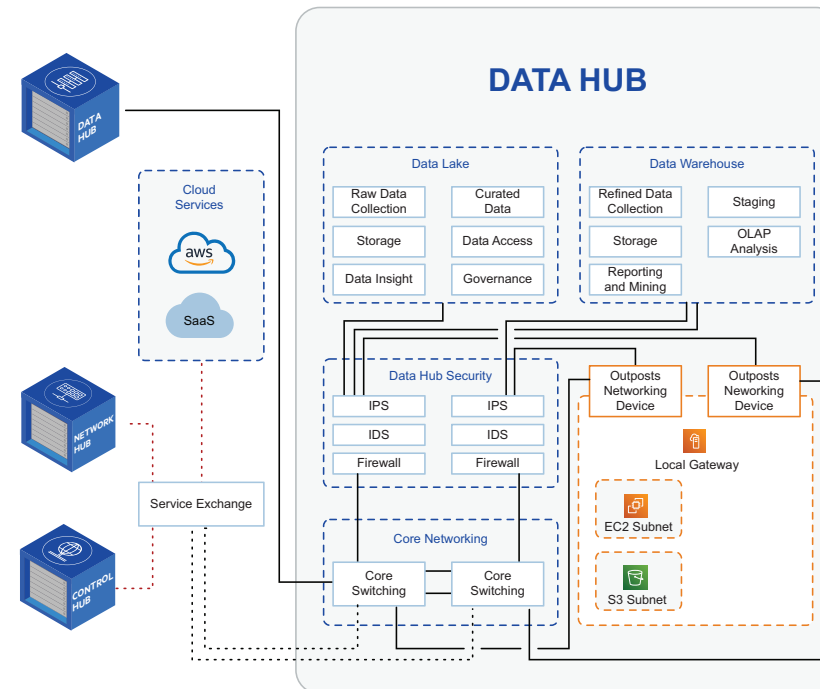 DATA HUB
DATA
HUB
Cloud
Services
aws
SaaS
NETWORK
HUB
Service Exchange
CONTROL
HUB
Data Lake
Raw Data
Collection
Curated
Data
Storage
Data Access
Data Insight
Governance
Data Warehouse
Refined Data
Collection
Staging
Storage
OLAP
Analysis
Reporting
and Mining
Data Hub Security
IPS
IPS
IDS
IDS
Firewall
Firewall
Outposts
Neworking
Device
Outposts
Neworking
Device
Local Gateway
EC2 Subnet
S3 Subnet
Core Networking
Core
Switching
Core
Switching